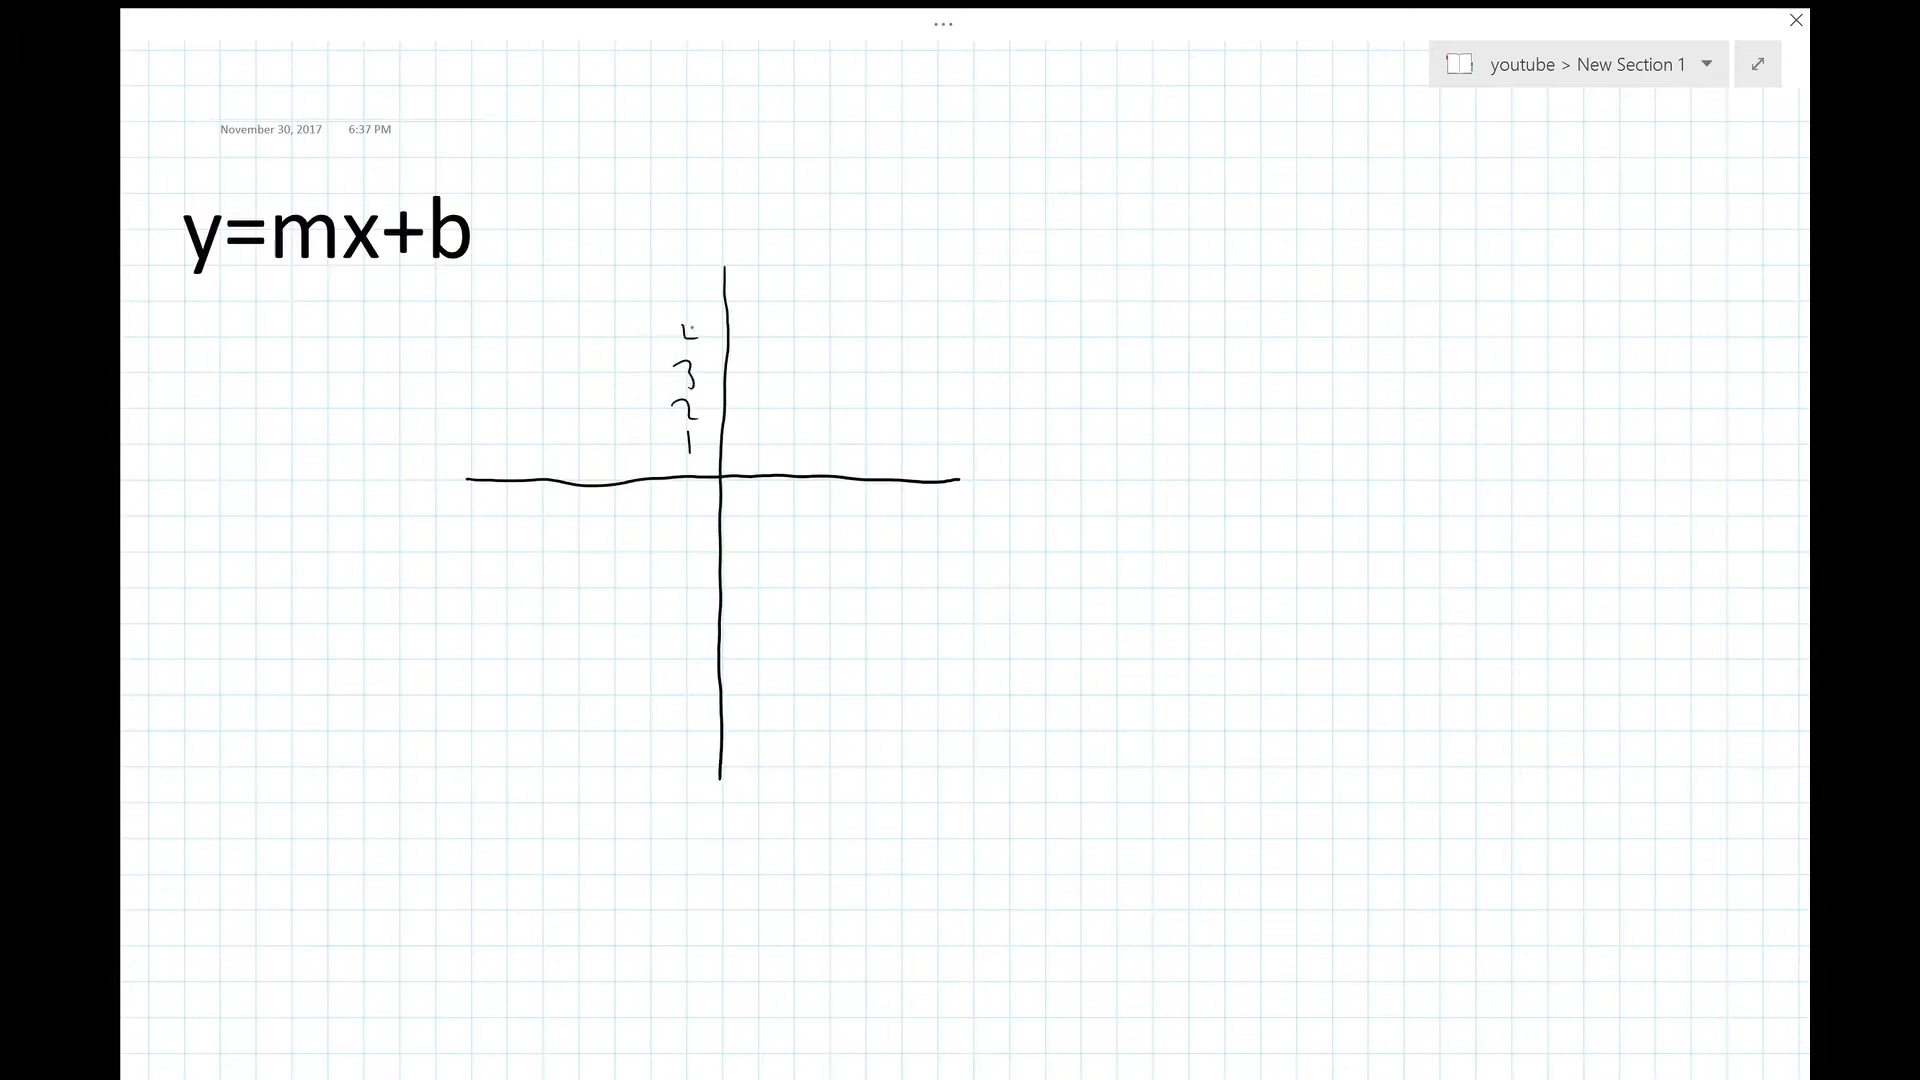 youtube > New Section 1
November 30, 2017 6:37 PM
y=mx+b
3
2
1